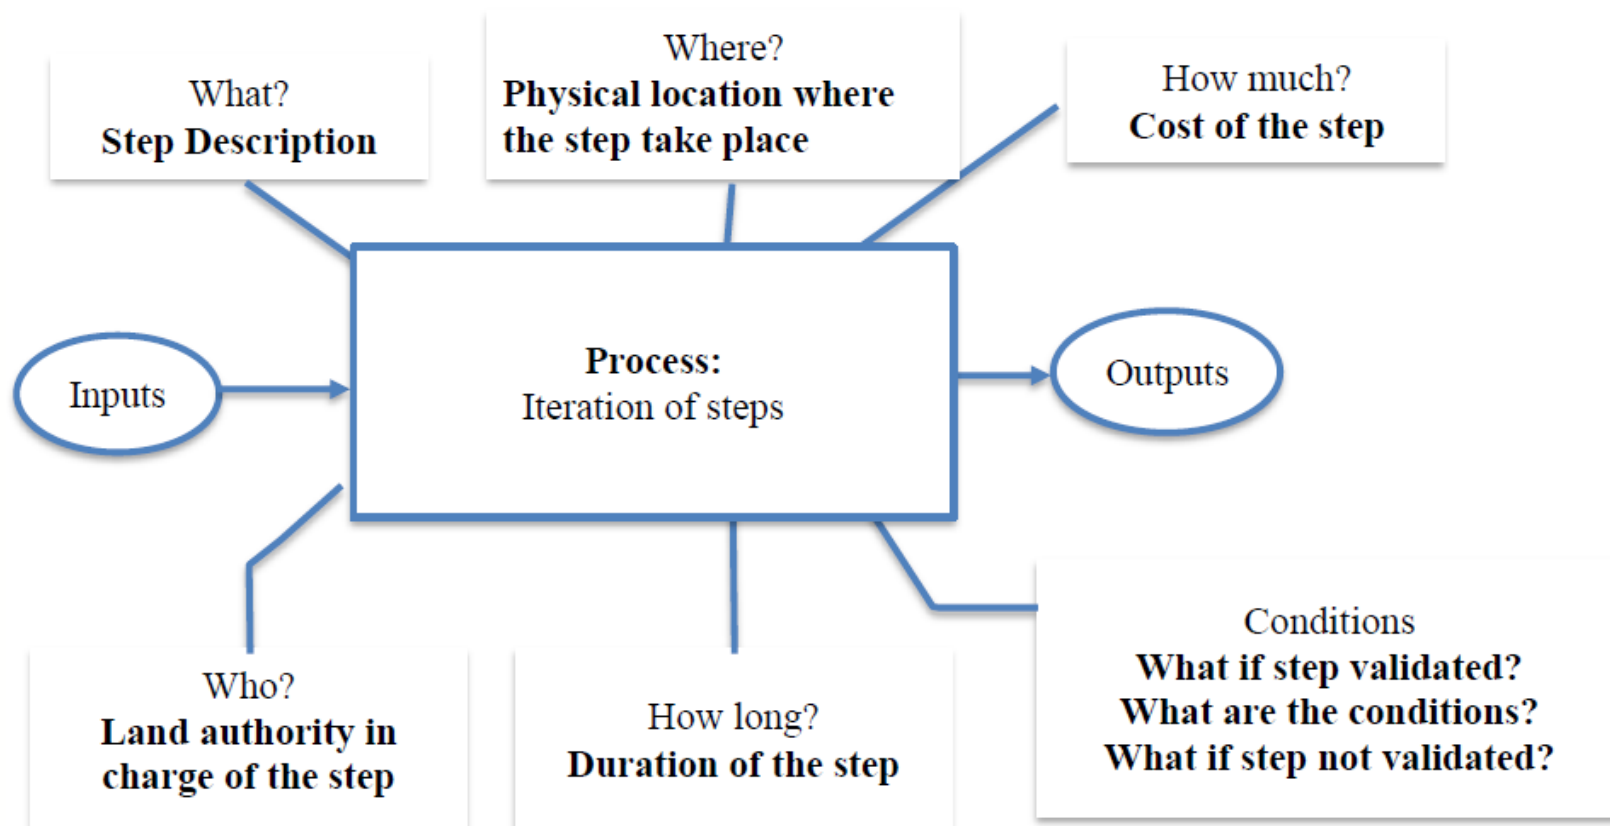 What?
Step Description
Where?
Physical location where
the step take place
How much?
Cost of the step
Inputs
Process:
Iteration of steps
Outputs
Who?
Land authority in
charge of the step
How long?
Duration of the step
Conditions
What if step validated?
What are the conditions?
What if step not validated?